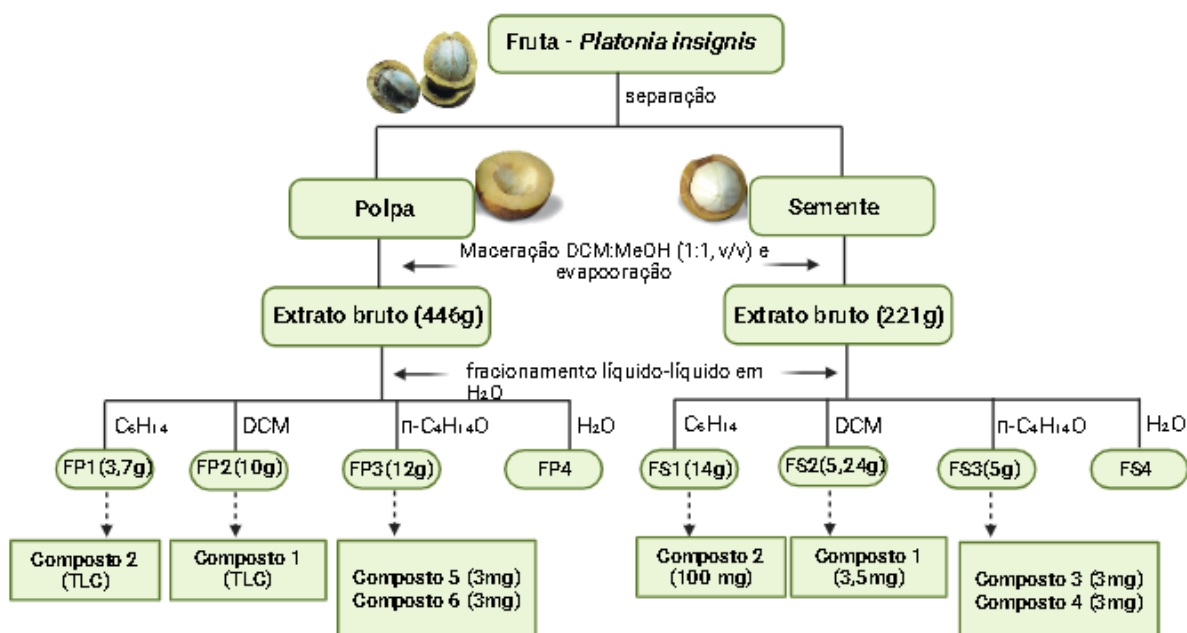 Fruta - Platonia insignis
separação
Polpa
Semente
Maceração DCM:MeOH (1:1, v/v) e
evapooração
Extrato bruto (446g)
Extrato bruto (221g)
fracionamento líquido-líquido em
H₂O
C₆H₁₄
DCM
n-C₄H₁₄O
H₂O
C₆H₁₄
DCM
n-C₄H₁₄O
H₂O
FP1(3,7g)
FP2(10g)
FP3(12g)
FP4
FS1(14g)
FS2(5,24g)
FS3(5g)
FS4
Composto 2
(TLC)
Composto 1
(TLC)
Composto 5 (3mg)
Composto 6 (3mg)
Composto 2
(100 mg)
Composto 1
(3,5mg)
Composto 3 (3mg)
Composto 4 (3mg)